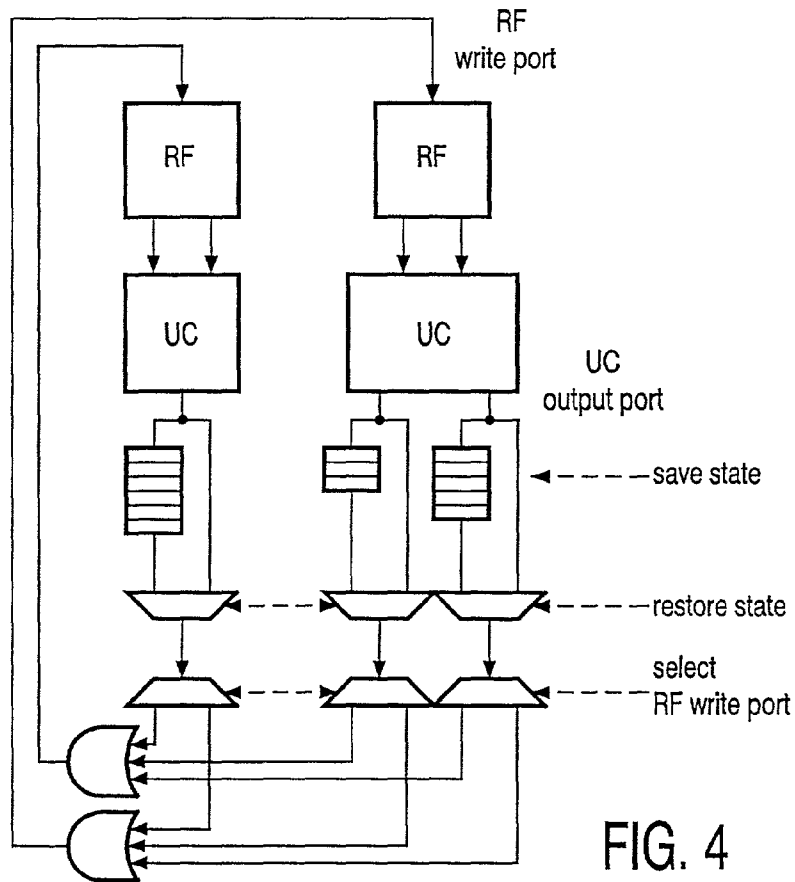 RF
write port
RF
RF
UC
UC
UC
output port
save state
restore state
select
RF write port
FIG. 4